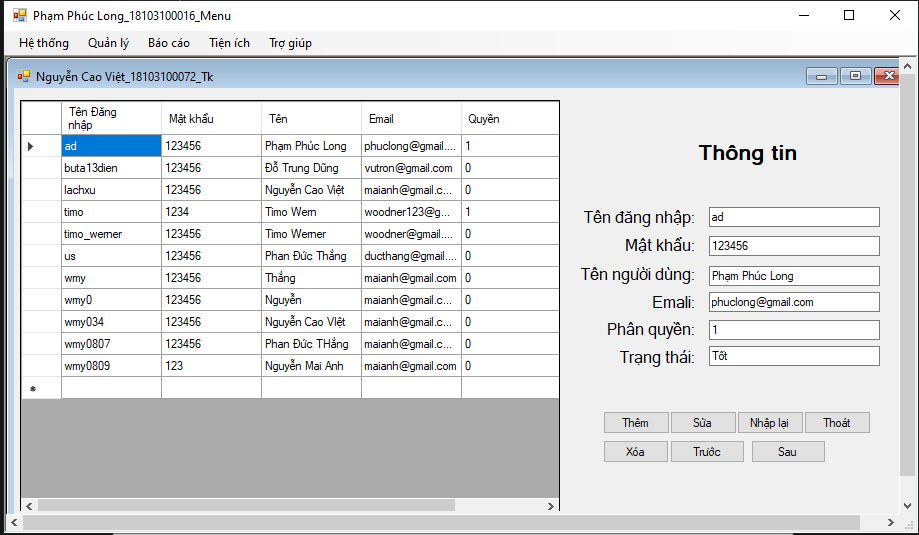 Phạm Phúc Long_18103100016_Menu
Hệ thống Quản lý Báo cáo Tiện ích Trợ giúp
Nguyễn Cao Việt_18103100072_Tk
Tên Đăng nhập Mật khẩu Tên Email Quyền
ad 123456 Phạm Phúc Long phuclong@gmail.... 1
buta13dien 123456 Đỗ Trung Dũng vutron@gmail.com 0
lachxu 123456 Nguyễn Cao Việt maianh@gmail.c... 0
timo 1234 Timo Wern woodner123@g... 1
timo_werner 123456 Timo Werner woodner@gmail.... 0
us 123456 Phan Đức Thắng ducthang@gmail.... 0
wmy 123456 Thắng maianh@gmail.com 0
wmy0 123456 Nguyễn maianh@gmail.c... 0
wmy034 123456 Nguyễn Cao VIệt maianh@gmail.c... 0
wmy0807 123456 Phan Đức THắng maianh@gmail.c... 0
wmy0809 123 Nguyễn Mai Anh maianh@gmail.com 0
Thông tin
Tên đăng nhập: ad
Mật khẩu: 123456
Tên người dùng: Phạm Phúc Long
Emali: phuclong@gmail.com
Phân quyền: 1
Trạng thái: Tốt
Thêm Sửa Nhập lại Thoát
Xóa Trước Sau